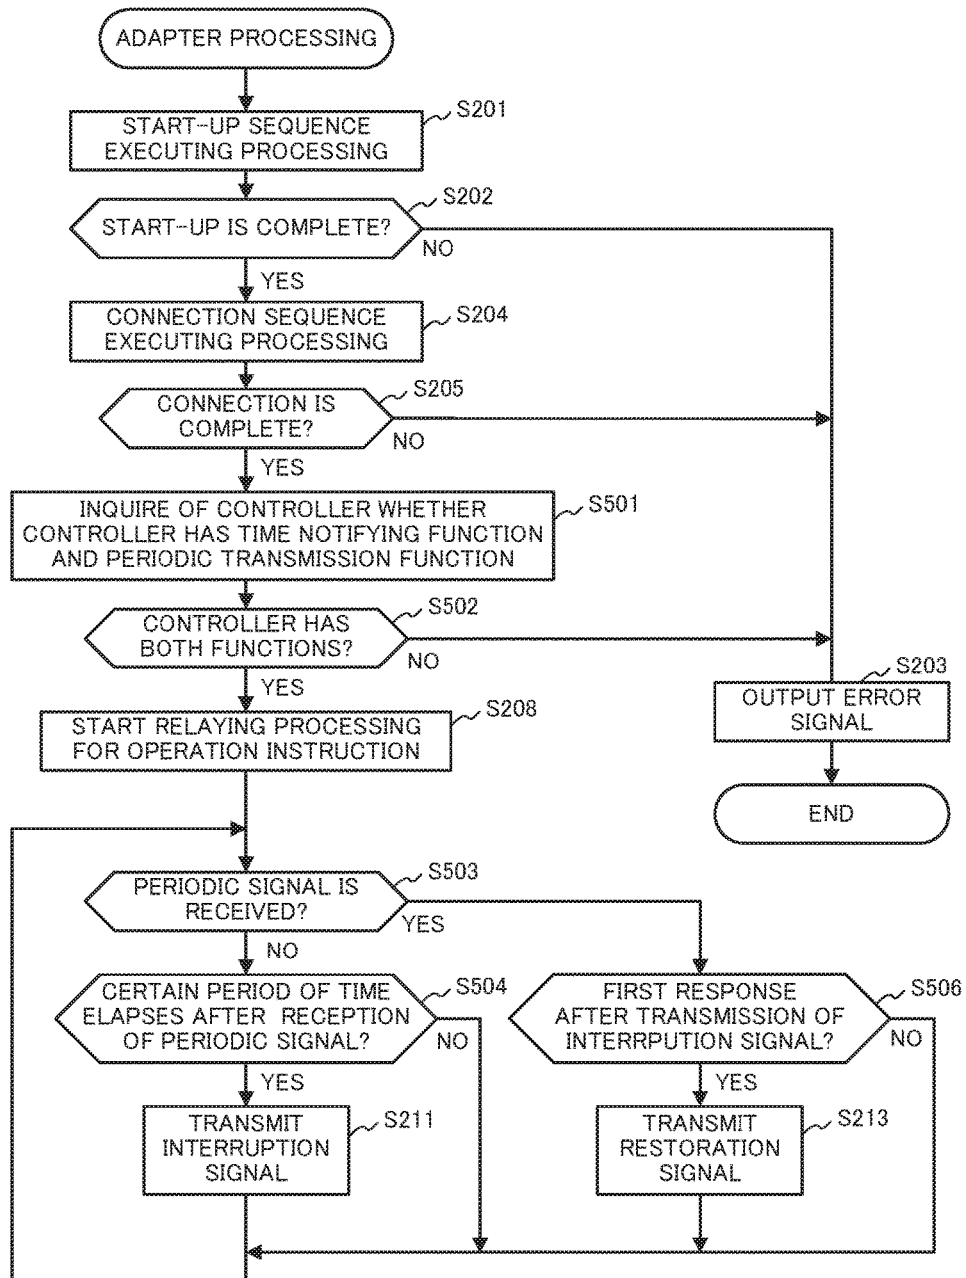 ADAPTER PROCESSING
S201
START-UP SEQUENCE
EXECUTING PROCESSING
S202
START-UP IS COMPLETE?
NO
YES
S204
CONNECTION SEQUENCE
EXECUTING PROCESSING
S205
CONNECTION IS
COMPLETE?
NO
YES
S501
INQUIRE OF CONTROLLER WHETHER
CONTROLLER HAS TIME NOTIFYING FUNCTION
AND PERIODIC TRANSMISSION FUNCTION
S502
CONTROLLER HAS
BOTH FUNCTIONS?
NO
YES
S203
OUTPUT ERROR
SIGNAL
END
S208
START RELAYING PROCESSING
FOR OPERATION INSTRUCTION
S503
PERIODIC SIGNAL IS
RECEIVED?
YES
NO
S504
CERTAIN PERIOD OF TIME
ELAPSES AFTER RECEPTION
OF PERIODIC SIGNAL?
NO
YES
S506
FIRST RESPONSE
AFTER TRANSMISSION OF
INTERRPUTION SIGNAL?
NO
YES
S211
TRANSMIT
INTERRUPTION
SIGNAL
S213
TRANSMIT
RESTORATION
SIGNAL